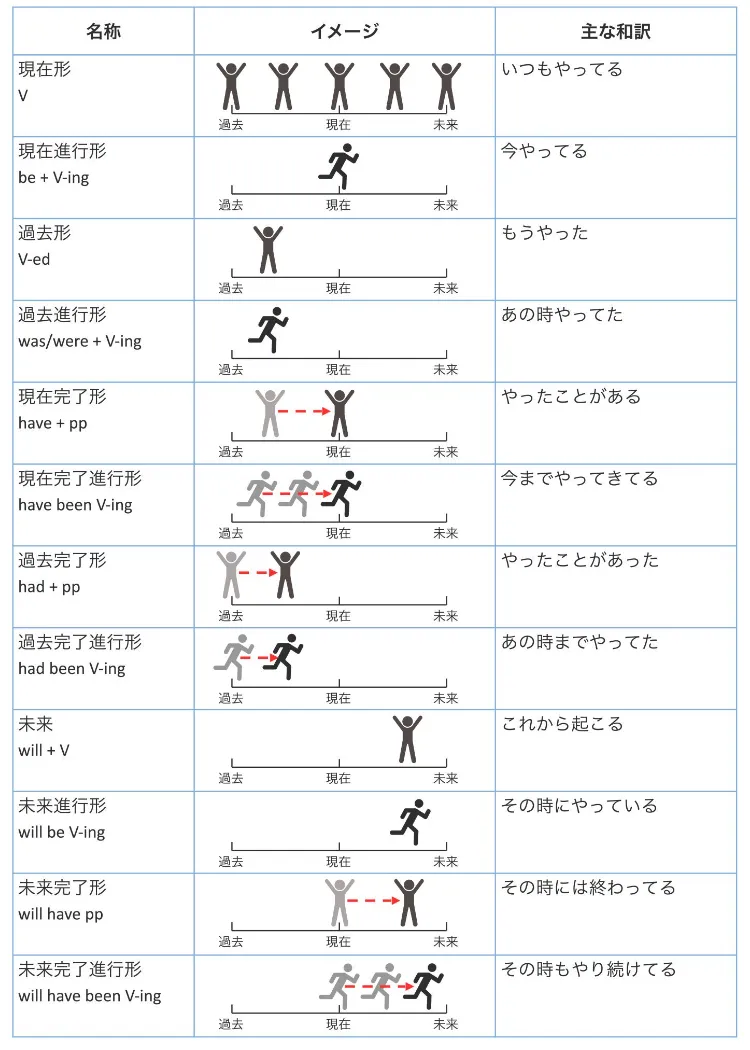 名称 イメージ 主な和訳
現在形 いつもやってる
V
過去 現在 未来
現在進行形 今やってる
be + V-ing
過去 現在 未来
過去形 もうやった
V-ed
過去 現在 未来
過去進行形 あの時やってた
was/were + V-ing
過去 現在 未来
現在完了形 やったことがある
have + pp
過去 現在 未来
現在完了進行形 今までやってきてる
have been V-ing
過去 現在 未来
過去完了形 やったことがあった
had + pp
過去 現在 未来
過去完了進行形 あの時までやってた
had been V-ing
過去 現在 未来
未来 これから起こる
will + V
過去 現在 未来
未来進行形 その時にやっている
will be V-ing
過去 現在 未来
未来完了形 その時には終わってる
will have pp
過去 現在 未来
未来完了進行形 その時もやり続けてる
will have been V-ing
過去 現在 未来